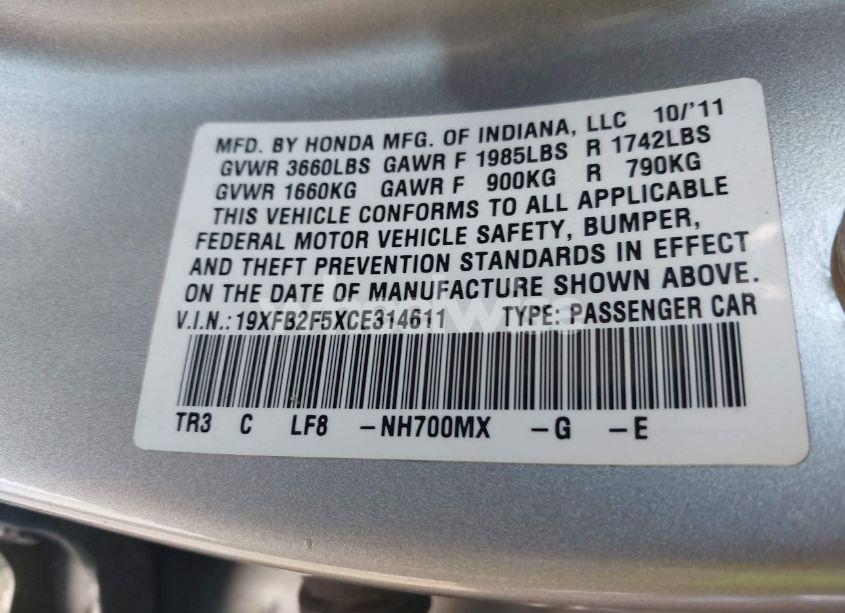 MFD. BY HONDA MFG. OF INDIANA, LLC 10/'11
GVWR 3660LBS GAWR F 1985LBS R 1742LBS
GVWR 1660KG GAWR F 900KG R 790KG
THIS VEHICLE CONFORMS TO ALL APPLICABLE
FEDERAL MOTOR VEHICLE SAFETY, BUMPER,
AND THEFT PREVENTION STANDARDS IN EFFECT
ON THE DATE OF MANUFACTURE SHOWN ABOVE.
V.I.N.:19XFB2F5XCE314611 TYPE: PASSENGER CAR
TR3 C LF8 -NH700MX -G -E